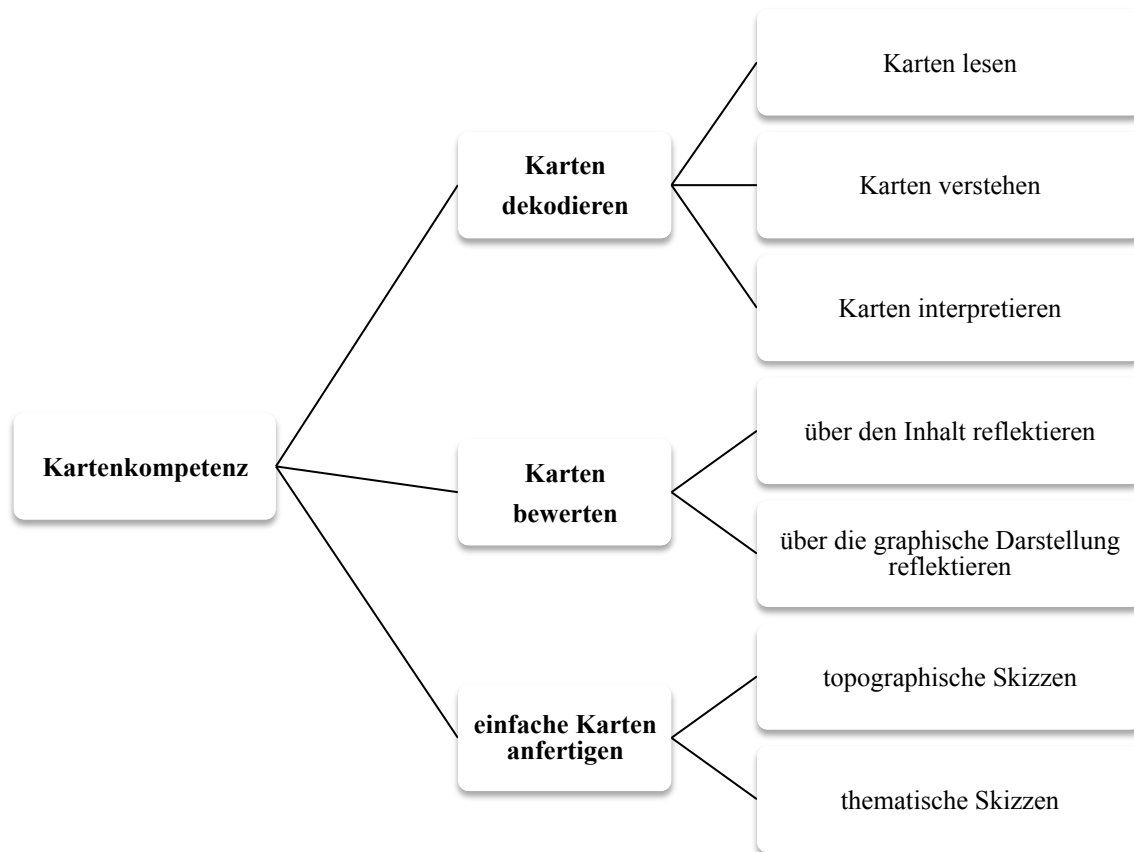 Kartenkompetenz
Karten
dekodieren
Karten lesen
Karten verstehen
Karten interpretieren
Karten
bewerten
über den Inhalt reflektieren
über die graphische Darstellung
reflektieren
einfache Karten
anfertigen
topographische Skizzen
thematische Skizzen